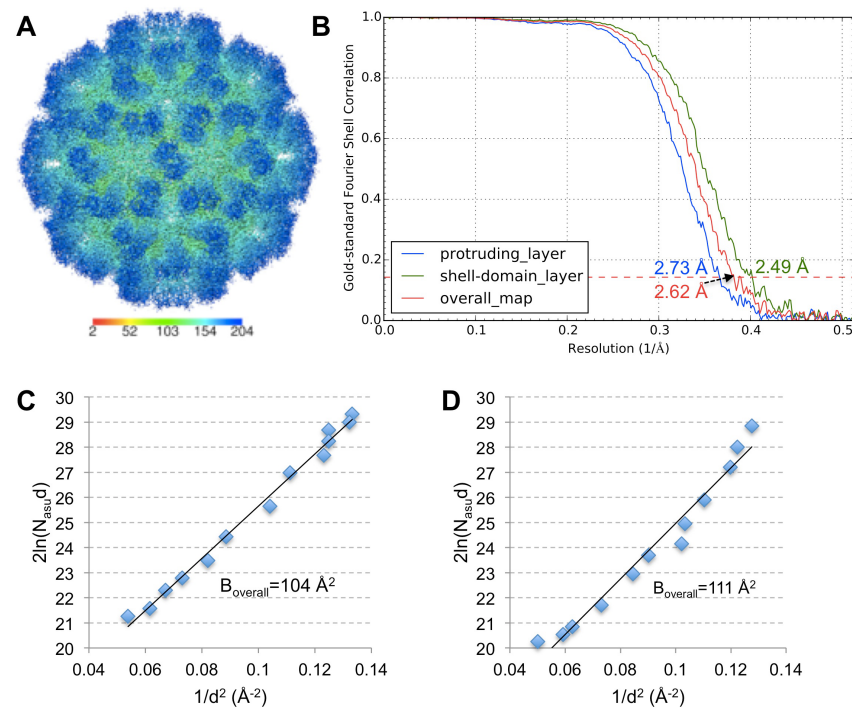 A
2 52 103 154 204
B
Gold-standard Fourier Shell Correlation
1.0
0.8
0.6
0.4
0.2
0.0
protruding_layer
shell-domain_layer
overall_map
2.73 Å
2.49 Å
2.62 Å
0.0 0.1 0.2 0.3 0.4 0.5
Resolution (1/Å)
C
2ln(Nasud)
30
29
28
27
26
25
24
23
22
21
20
Boverall=104 Å²
0.04 0.06 0.08 0.1 0.12 0.14
1/d² (Å⁻²)
D
2ln(Nasud)
30
29
28
27
26
25
24
23
22
21
20
Boverall=111 Å²
0.04 0.06 0.08 0.1 0.12 0.14
1/d² (Å⁻²)